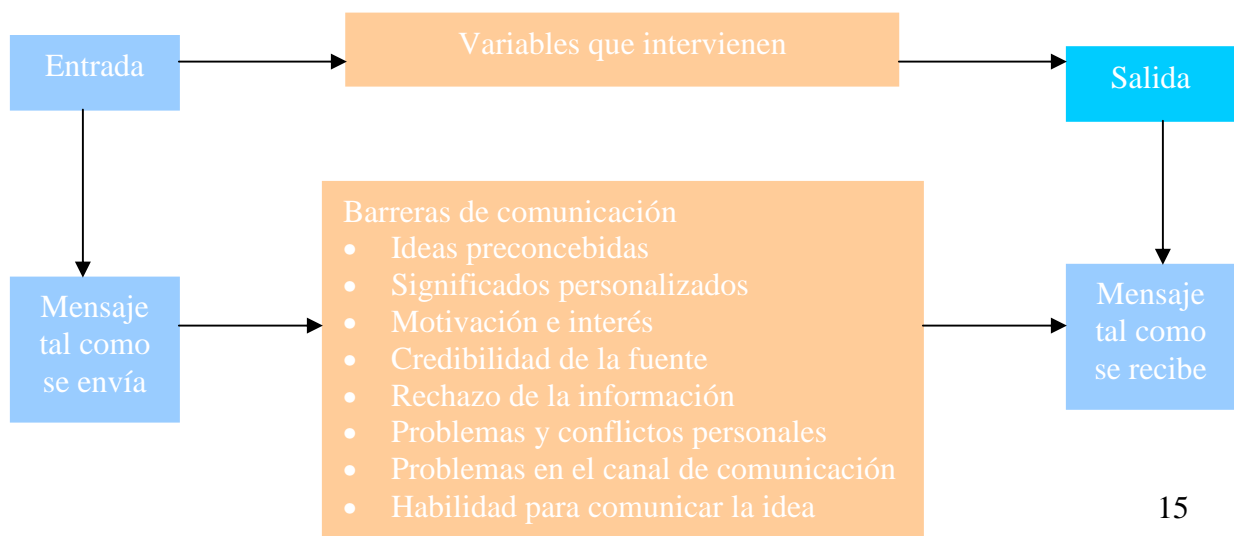 Entrada
Variables que intervienen
Salida
Mensaje
tal como
se envía
Barreras de comunicación
• Ideas preconcebidas
• Significados personalizados
• Motivación e interés
• Credibilidad de la fuente
• Rechazo de la información
• Problemas y conflictos personales
• Problemas en el canal de comunicación
• Habilidad para comunicar la idea
Mensaje
tal como
se recibe
15